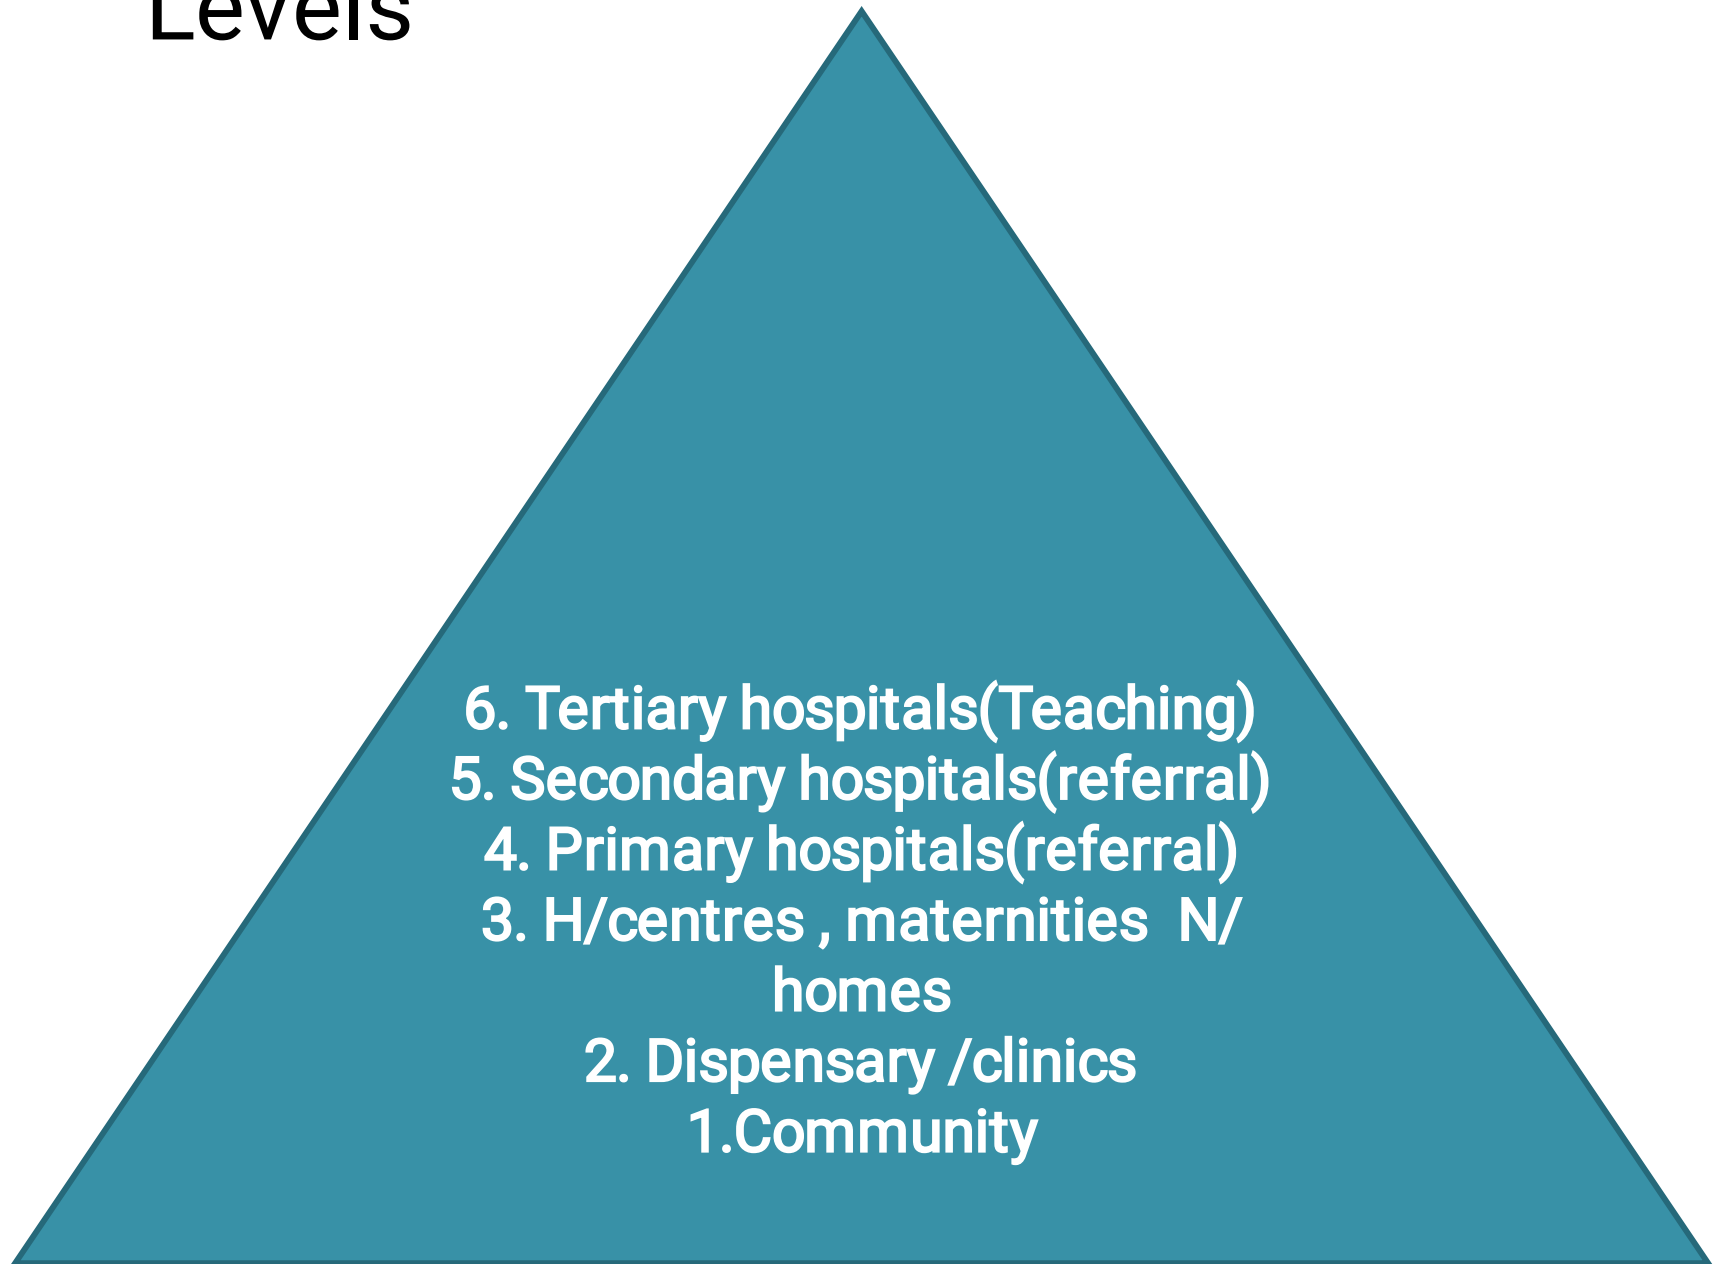 Levels
6. Tertiary hospitals(Teaching)
5. Secondary hospitals(referral)
4. Primary hospitals(referral)
3. H/centres , maternities  N/
homes
2. Dispensary /clinics
1.Community